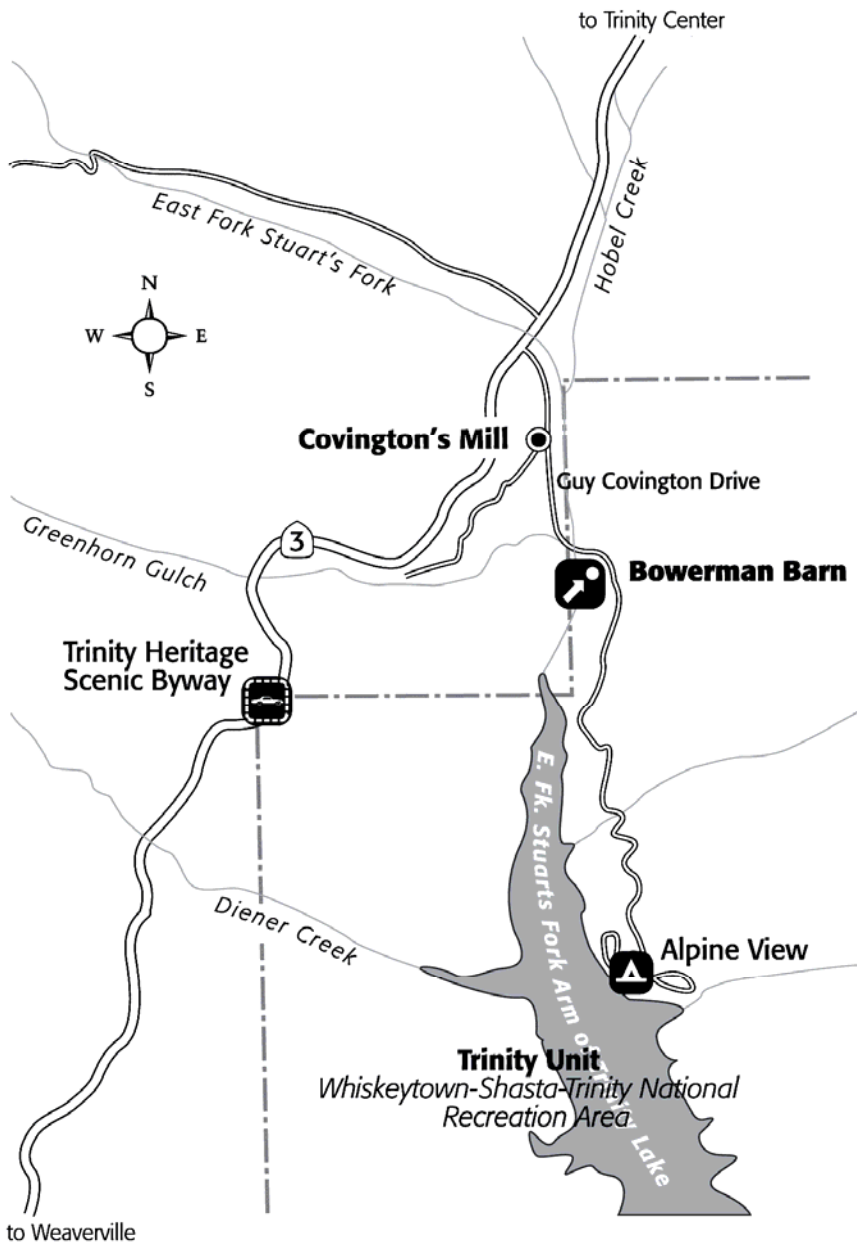 to Trinity Center
East Fork Stuart's Fork
Hobel Creek
N
W
E
S
Covington's Mill
Guy Covington Drive
Greenhorn Gulch
3
Bowerman Barn
Trinity Heritage
Scenic Byway
E. Fk. Stuarts Fork Arm of Trinity Lake
Diener Creek
Alpine View
Trinity Unit
Whiskeytown-Shasta-Trinity National
Recreation Area
to Weaverville